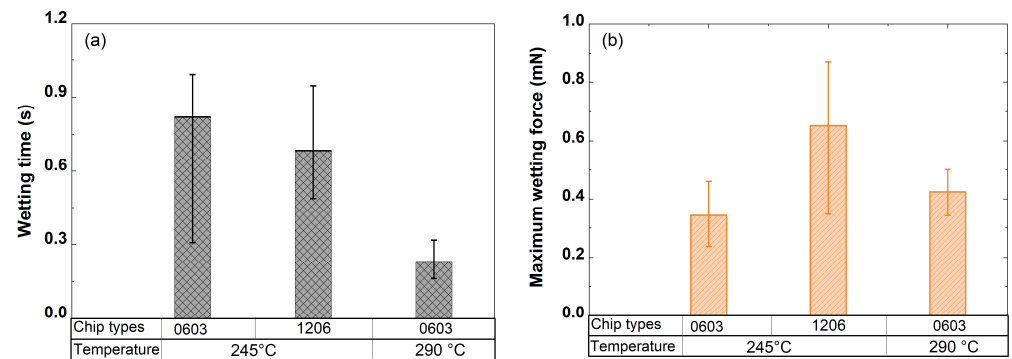 (a)
Wetting time (s)
1.2
0.9
0.6
0.3
0.0
Chip types 0603 1206 0603
Temperature 245°C 290 °C
(b)
Maximum wetting force (mN)
1.0
0.8
0.6
0.4
0.2
0.0
Chip types 0603 1206 0603
Temperature 245°C 290 °C